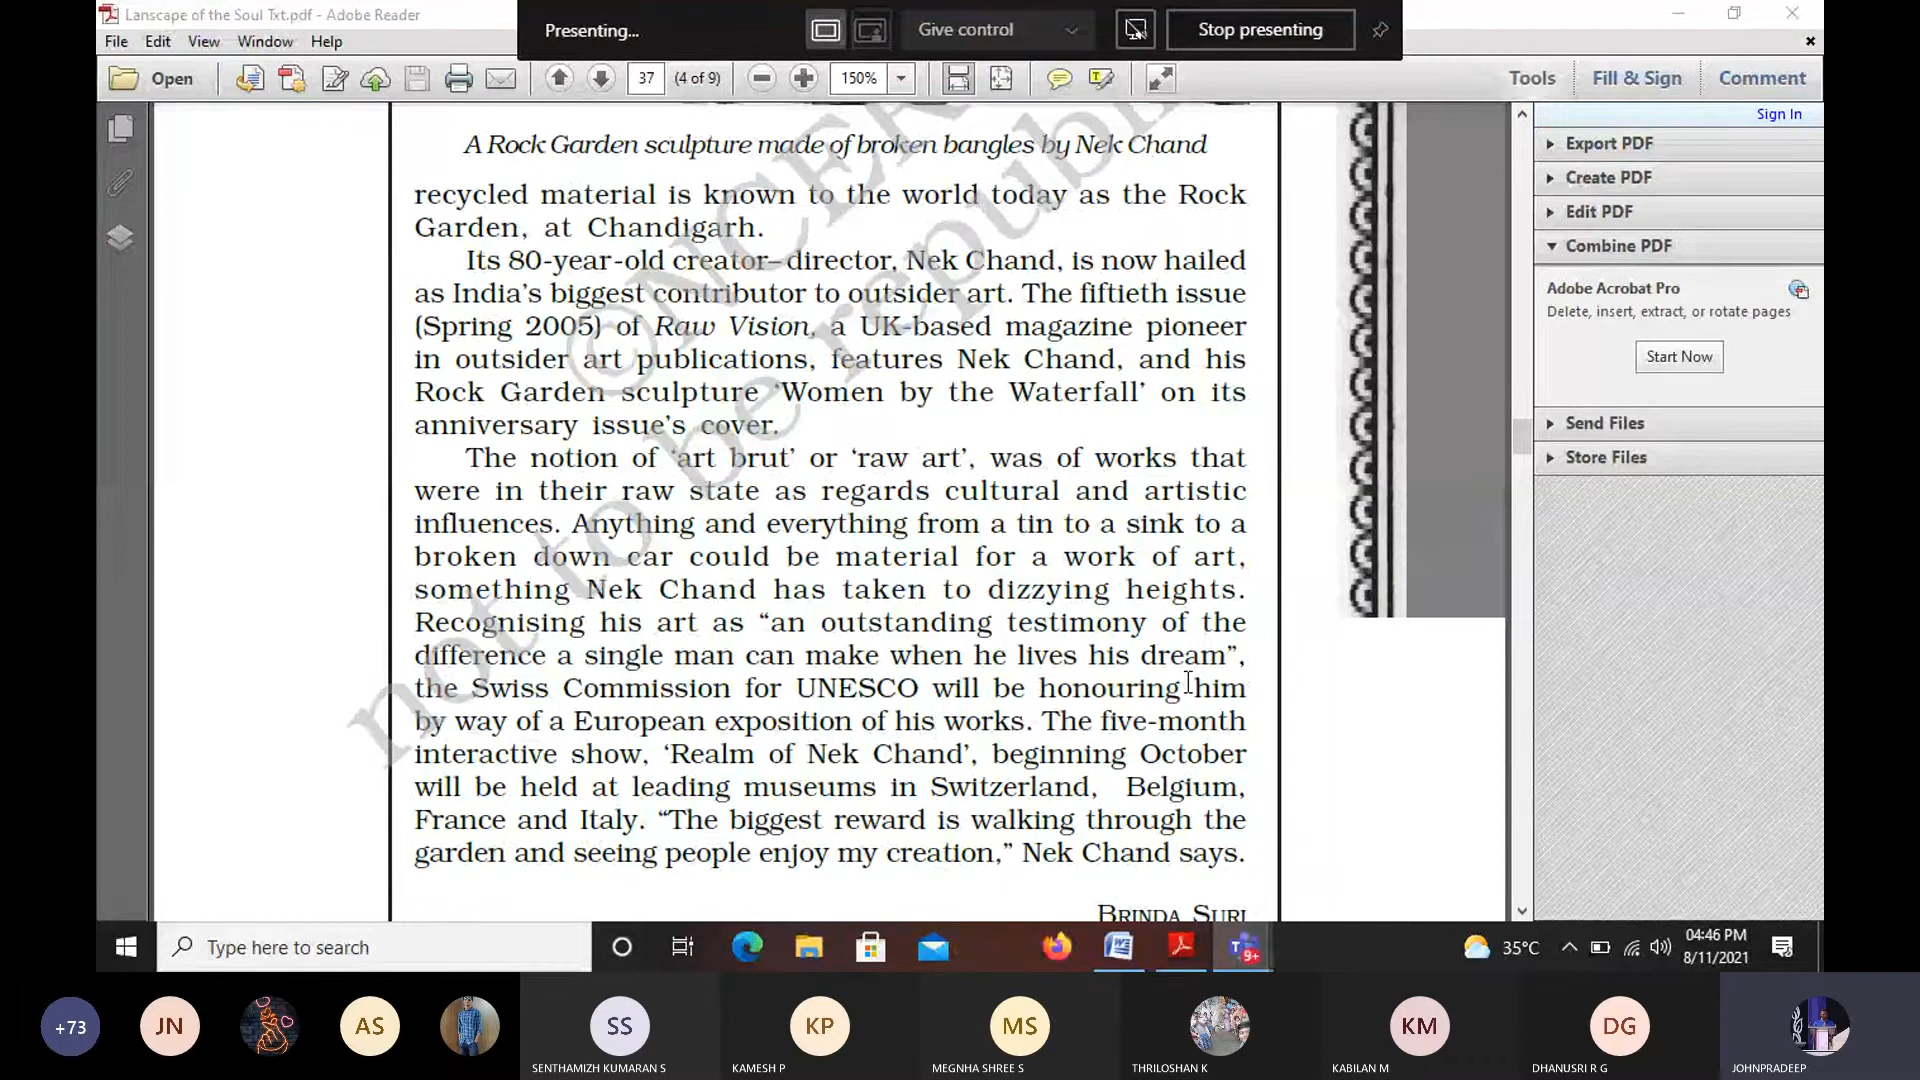 Lanscape of the Soul Txt.pdf - Adobe Reader
Presenting...
Give control
Stop presenting
File Edit View Window Help
Open
37 (4 of 9)
150%
Tools Fill & Sign Comment
Sign In
Export PDF
Create PDF
Edit PDF
Combine PDF
Adobe Acrobat Pro
Delete, insert, extract, or rotate pages
Start Now
Send Files
Store Files
A Rock Garden sculpture made of broken bangles by Nek Chand
recycled material is known to the world today as the Rock
Garden, at Chandigarh.
Its 80-year-old creator–director, Nek Chand, is now hailed
as India's biggest contributor to outsider art. The fiftieth issue
(Spring 2005) of Raw Vision, a UK-based magazine pioneer
in outsider art publications, features Nek Chand, and his
Rock Garden sculpture 'Women by the Waterfall' on its
anniversary issue's cover.
The notion of 'art brut' or 'raw art', was of works that
were in their raw state as regards cultural and artistic
influences. Anything and everything from a tin to a sink to a
broken down car could be material for a work of art,
something Nek Chand has taken to dizzying heights.
Recognising his art as "an outstanding testimony of the
difference a single man can make when he lives his dream",
the Swiss Commission for UNESCO will be honouring him
by way of a European exposition of his works. The five-month
interactive show, 'Realm of Nek Chand', beginning October
will be held at leading museums in Switzerland, Belgium,
France and Italy. "The biggest reward is walking through the
garden and seeing people enjoy my creation," Nek Chand says.
BRINDA SURI
©NCER
not to be republi
Type here to search
9+
35°C
04:46 PM
8/11/2021
+73
JN
AS
SS
KP
MS
KM
DG
SENTHAMIZH KUMARAN S
KAMESH P
MEGNHA SHREE S
THRILOSHAN K
KABILAN M
DHANUSRI R G
JOHNPRADEEP